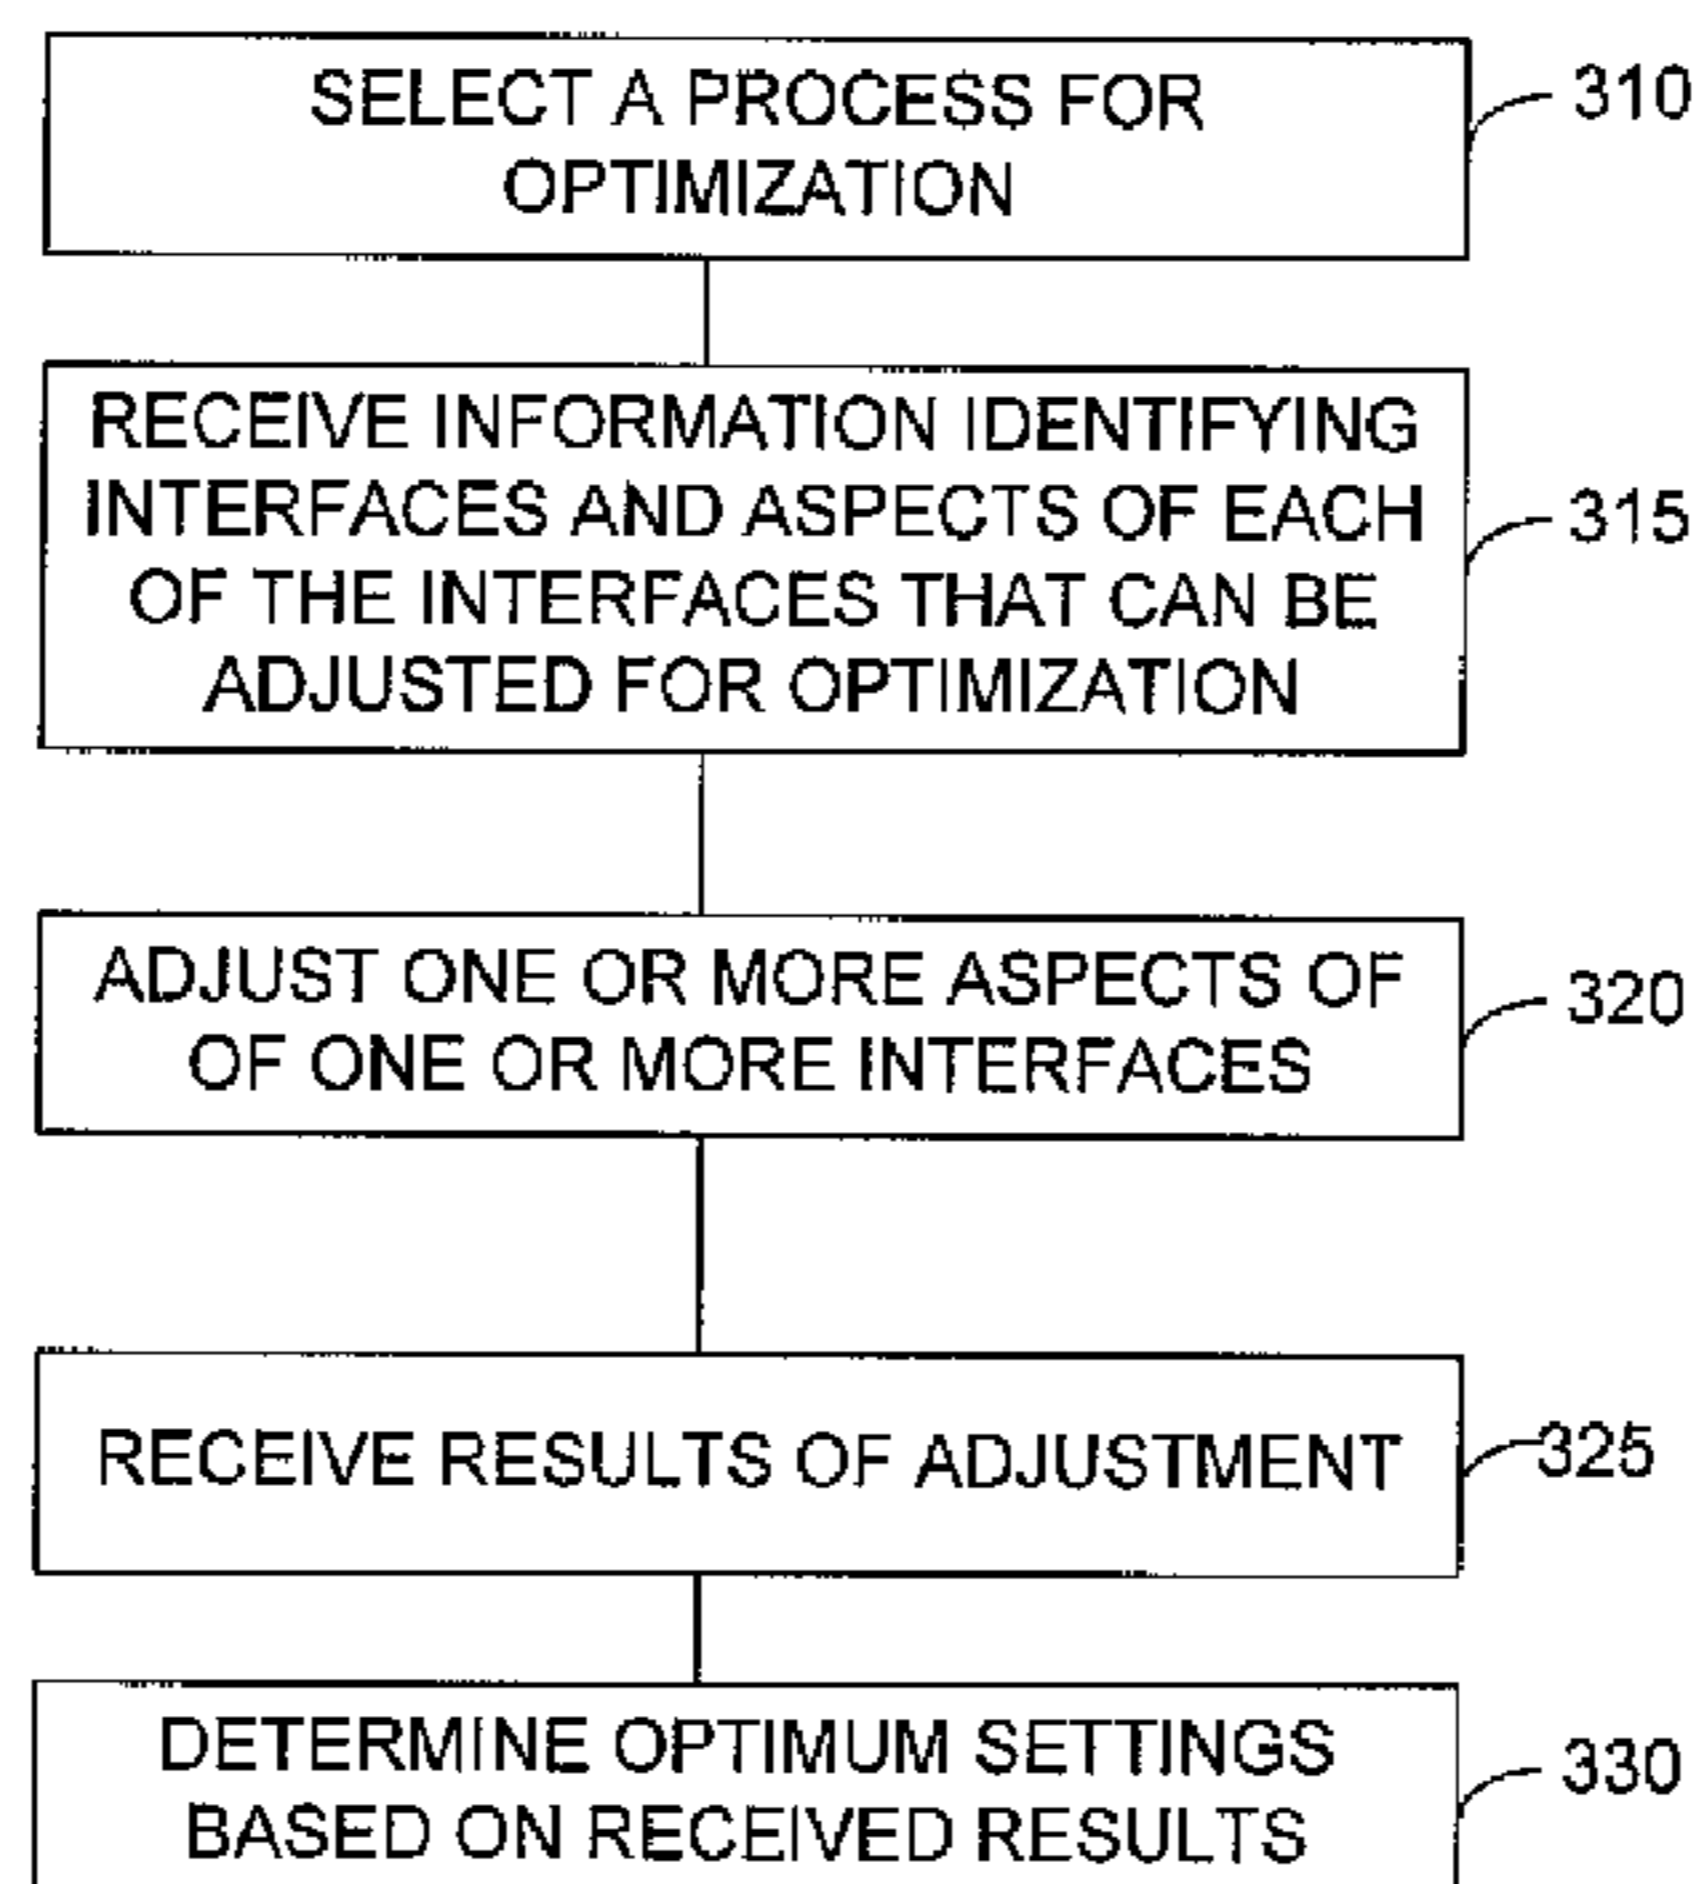 SELECT A PROCESS FOR
OPTIMIZATION
310
RECEIVE INFORMATION IDENTIFYING
INTERFACES AND ASPECTS OF EACH
OF THE INTERFACES THAT CAN BE
ADJUSTED FOR OPTIMIZATION
315
ADJUST ONE OR MORE ASPECTS OF
OF ONE OR MORE INTERFACES
320
RECEIVE RESULTS OF ADJUSTMENT
325
DETERMINE OPTIMUM SETTINGS
BASED ON RECEIVED RESULTS
330